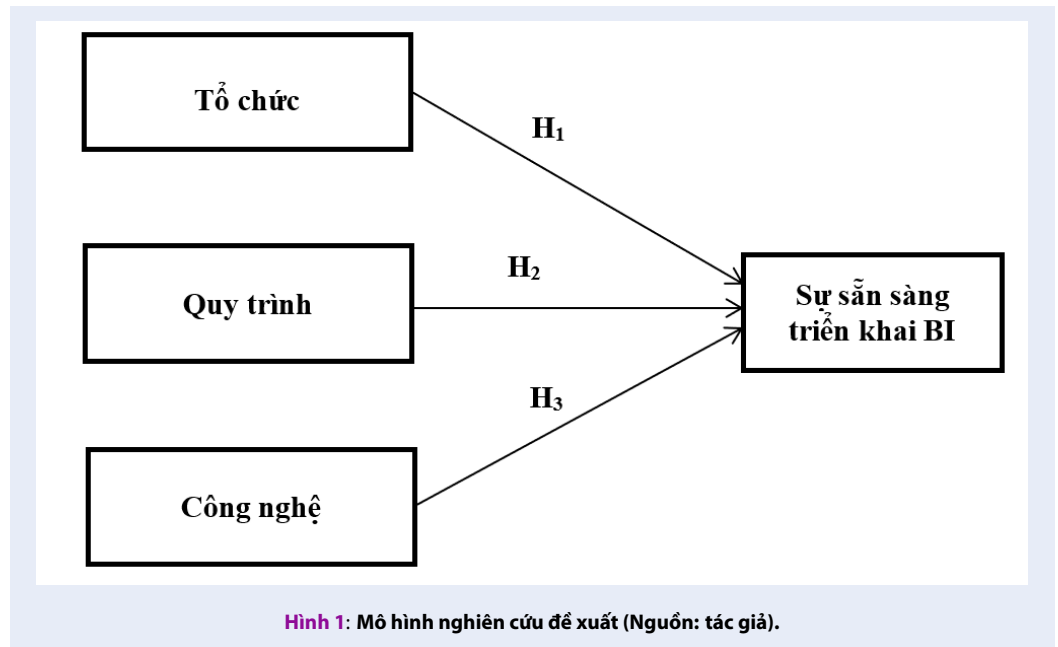 Tổ chức
H₁
Quy trình
H₂
Sự sẵn sàng
triển khai BI
H₃
Công nghệ
Hình 1: Mô hình nghiên cứu đề xuất (Nguồn: tác giả).